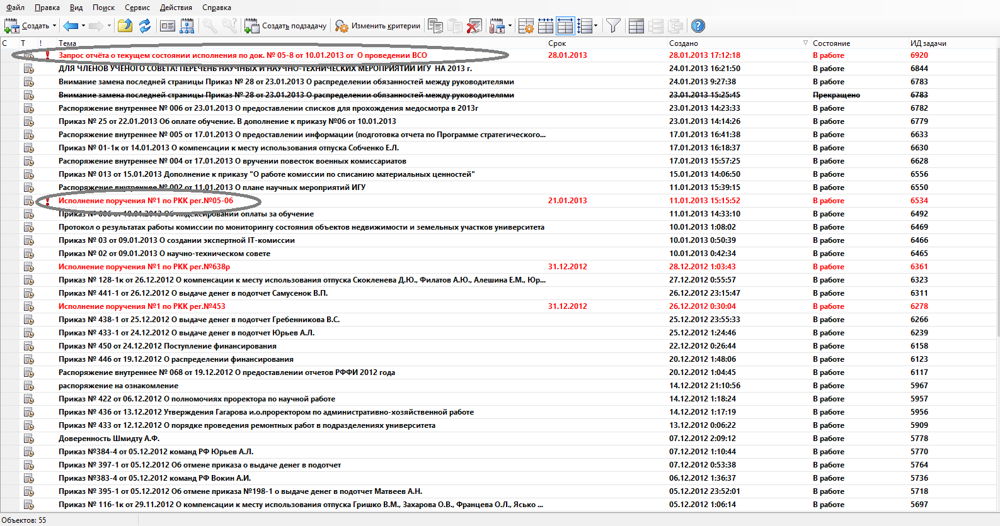 Файл Правка Вид Поиск Сервис Действия Справка
Создать Создать подзадачу Изменить критерии
С Т ! Тема Срок Создано Состояние ИД задачи
! Запрос отчёта о текущем состоянии исполнения по док. № 05-8 от 10.01.2013 от О проведении ВСО 28.01.2013 28.01.2013 17:12:18 В работе 6920
ДЛЯ ЧЛЕНОВ УЧЕНОГО СОВЕТА! ПЕРЕЧЕНЬ НАУЧНЫХ И НАУЧНО-ТЕХНИЧЕСКИХ МЕРОПРИЯТИЙ ИГУ НА 2013 г. 24.01.2013 16:21:50 В работе 6844
Внимание замена последней страницы Приказ № 28 от 23.01.2013 О распределении обязанностей между руководителями 24.01.2013 9:27:38 В работе 6783
Внимание замена последней страницы Приказ № 28 от 23.01.2013 О распределении обязанностей между руководителями 23.01.2013 15:25:45 Прекращено 6783
Распоряжение внутреннее № 006 от 23.01.2013 О предоставлении списков для прохождения медосмотра в 2013г 23.01.2013 14:23:33 В работе 6782
Приказ № 25 от 22.01.2013 Об оплате обучение. В дополнение к приказу №06 от 10.01.2013 23.01.2013 14:14:26 В работе 6779
Распоряжение внутреннее № 005 от 17.01.2013 О предоставлении информации (подготовка отчета по Программе стратегического... 17.01.2013 16:41:38 В работе 6633
Приказ № 01-1к от 14.01.2013 О компенсации к месту использования отпуска Собченко Е.Л. 17.01.2013 16:18:37 В работе 6630
Распоряжение внутреннее № 004 от 17.01.2013 О вручении повесток военных комиссариатов 17.01.2013 15:57:25 В работе 6628
Приказ № 013 от 15.01.2013 Дополнение к приказу "О работе комиссии по списанию материальных ценностей" 15.01.2013 14:06:50 В работе 6556
Распоряжение внутреннее № 002 от 11.01.2013 О плане научных мероприятий ИГУ 11.01.2013 15:39:15 В работе 6550
! Исполнение поручения №1 по РКК рег.№05-06 21.01.2013 11.01.2013 15:15:52 В работе 6534
Приказ № 006 от 10.01.2013 Об индексировании оплаты за обучение 11.01.2013 14:33:10 В работе 6492
Протокол о результатах работы комиссии по мониторингу состояния объектов недвижимости и земельных участков университета 10.01.2013 1:08:02 В работе 6469
Приказ № 03 от 09.01.2013 О создании экспертной IT-комиссии 10.01.2013 0:50:39 В работе 6466
Приказ № 02 от 09.01.2013 О научно-техническом совете 10.01.2013 0:42:34 В работе 6465
Исполнение поручения №1 по РКК рег.№638р 31.12.2012 28.12.2012 1:03:43 В работе 6361
Приказ № 128-1к от 26.12.2012 О компенсации к месту использования отпуска Скокленева Д.Ю., Филатов А.Ю., Алешина Е.М., Юр... 27.12.2012 0:55:57 В работе 6323
Приказ № 441-1 от 26.12.2012 О выдаче денег в подотчет Самусенок В.П. 26.12.2012 23:15:47 В работе 6311
Исполнение поручения №1 по РКК рег.№453 31.12.2012 26.12.2012 0:30:04 В работе 6278
Приказ № 438-1 от 25.12.2012 О выдаче денег в подотчет Гребенникова В.С. 25.12.2012 23:55:33 В работе 6266
Приказ № 433-1 от 24.12.2012 О выдаче денег в подотчет Юрьев А.Л. 25.12.2012 1:24:46 В работе 6239
Приказ № 450 от 24.12.2012 Поступление финансирования 22.12.2012 0:26:44 В работе 6158
Приказ № 446 от 19.12.2012 О распределении финансирования 20.12.2012 1:48:06 В работе 6123
Распоряжение внутреннее № 068 от 19.12.2012 О предоставлении отчетов РФФИ 2012 года 20.12.2012 1:04:45 В работе 6117
распоряжение на ознакомление 14.12.2012 21:10:56 В работе 5967
Приказ № 422 от 06.12.2012 О полномочиях проректора по научной работе 14.12.2012 1:18:24 В работе 5957
Приказ № 436 от 13.12.2012 Утверждения Гагарова и.о.проректором по административно-хозяйственной работе 14.12.2012 1:17:19 В работе 5956
Приказ № 433 от 12.12.2012 О порядке проведения ремонтных работ в подразделениях университета 13.12.2012 0:06:22 В работе 5909
Доверенность Шмидту А.Ф. 07.12.2012 2:09:12 В работе 5778
Приказ №384-4 от 05.12.2012 команд РФ Юрьев А.Л. 07.12.2012 1:10:44 В работе 5770
Приказ № 397-1 от 05.12.2012 Об отмене приказа о выдаче денег в подотчет 07.12.2012 0:53:38 В работе 5764
Приказ №383-4 от 05.12.2012 команд РФ Вокин А.И. 06.12.2012 1:36:37 В работе 5736
Приказ № 395-1 от 05.12.2012 Об отмене приказа №198-1 о выдаче денег в подотчет Матвеев А.Н. 05.12.2012 23:52:01 В работе 5718
Приказ № 116-1к от 29.11.2012 О компенсации к месту использования отпуска Гришко В.М., Захарова О.В., Францева О.Л., Ясько ... 05.12.2012 1:06:14 В работе 5697
Объектов: 55